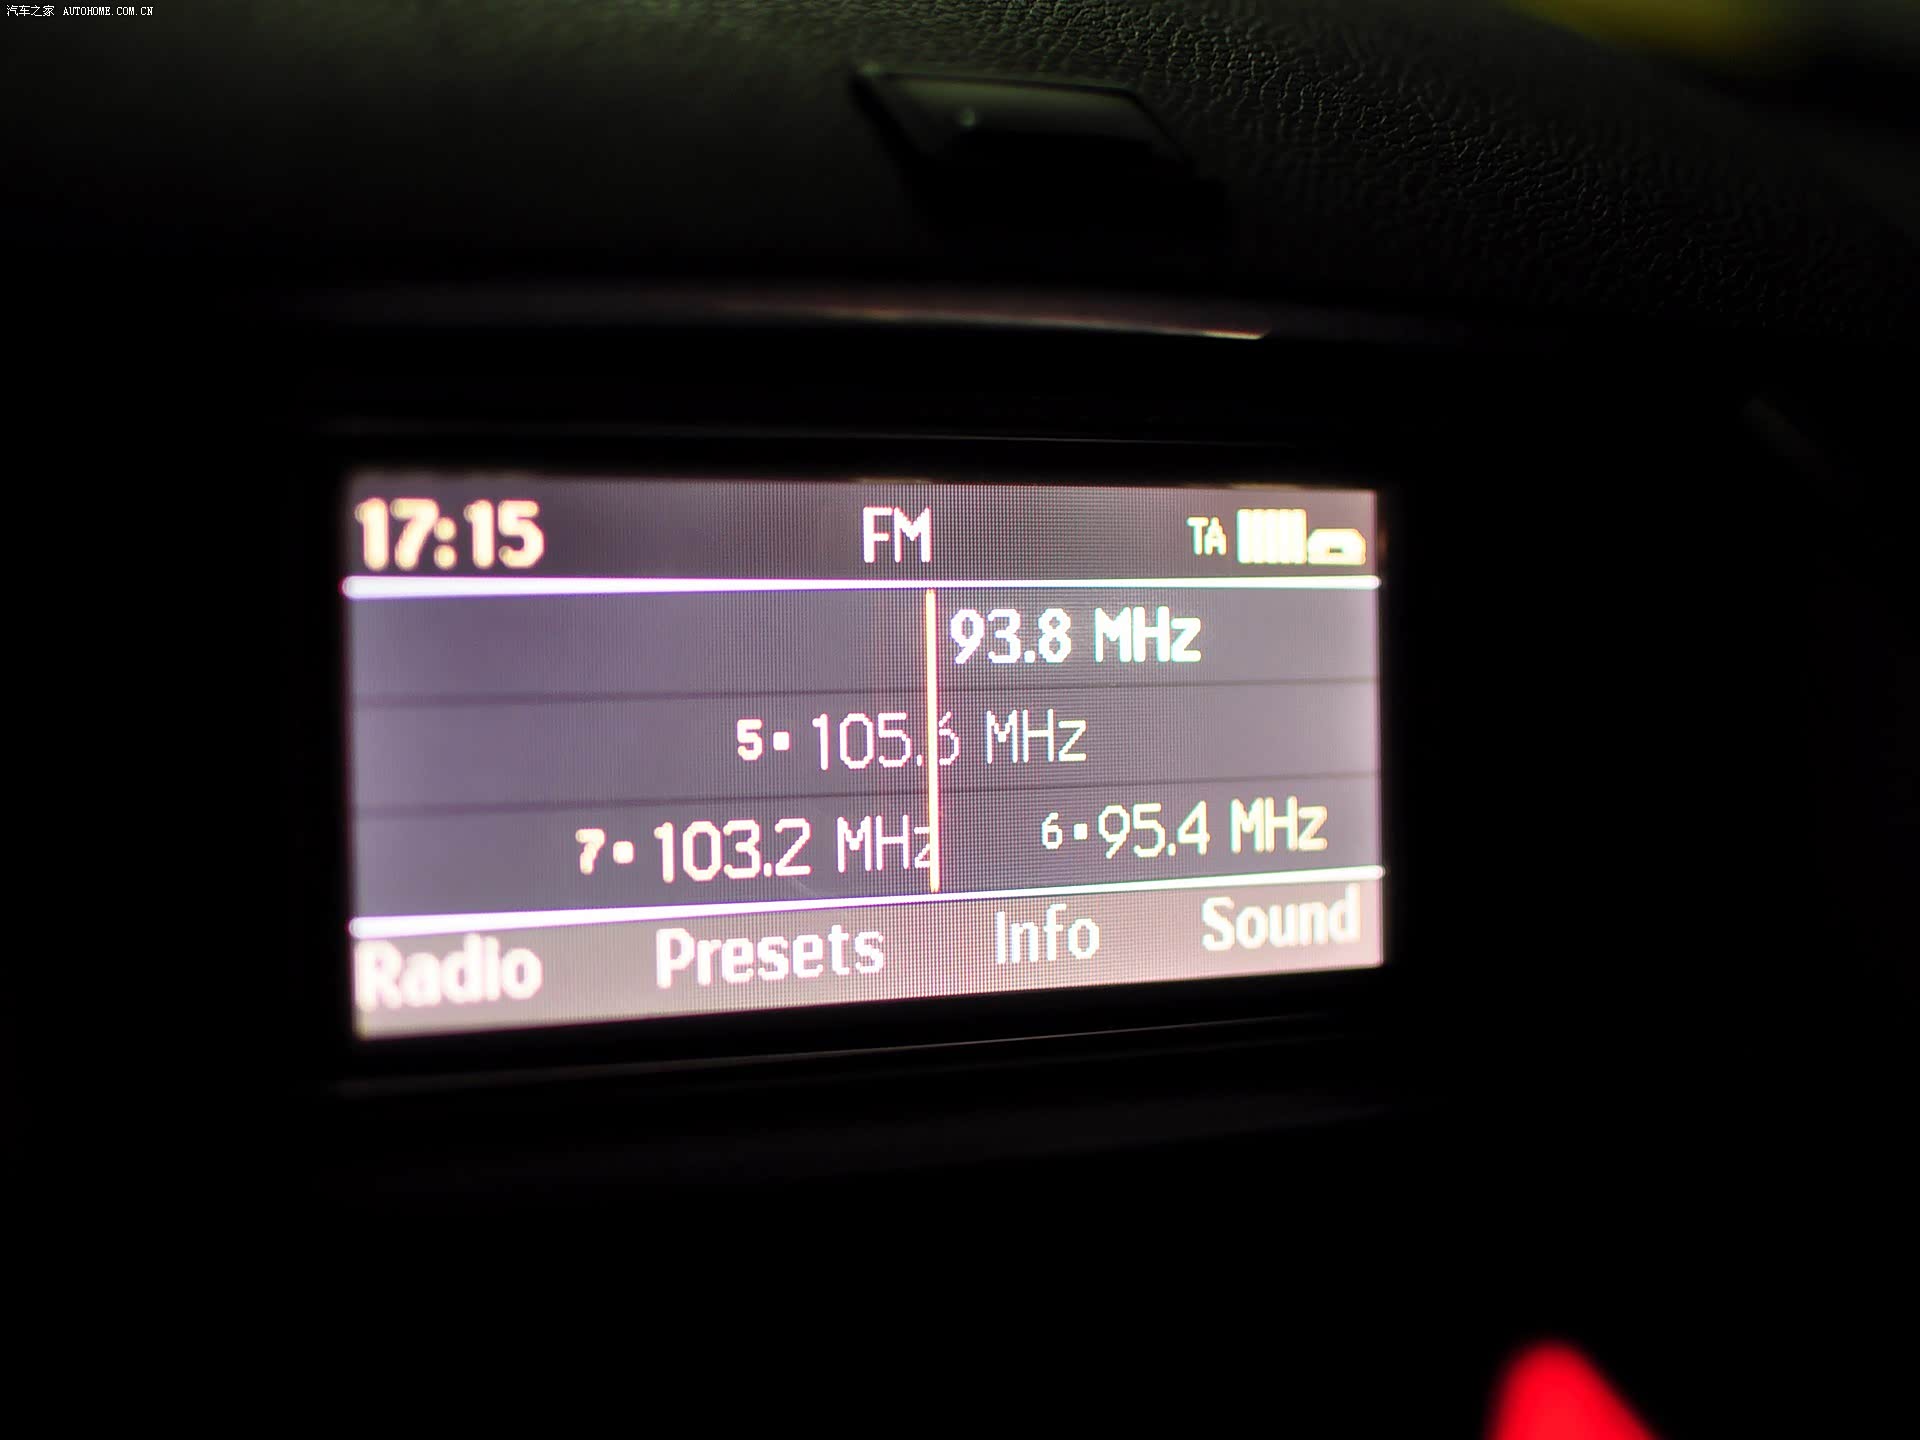 汽车之家 AUTOHOME.COM.CN
17:15 FM TA
93.8 MHz
5 105.6 MHz
7 103.2 MHz 6 95.4 MHz
Radio Presets Info Sound